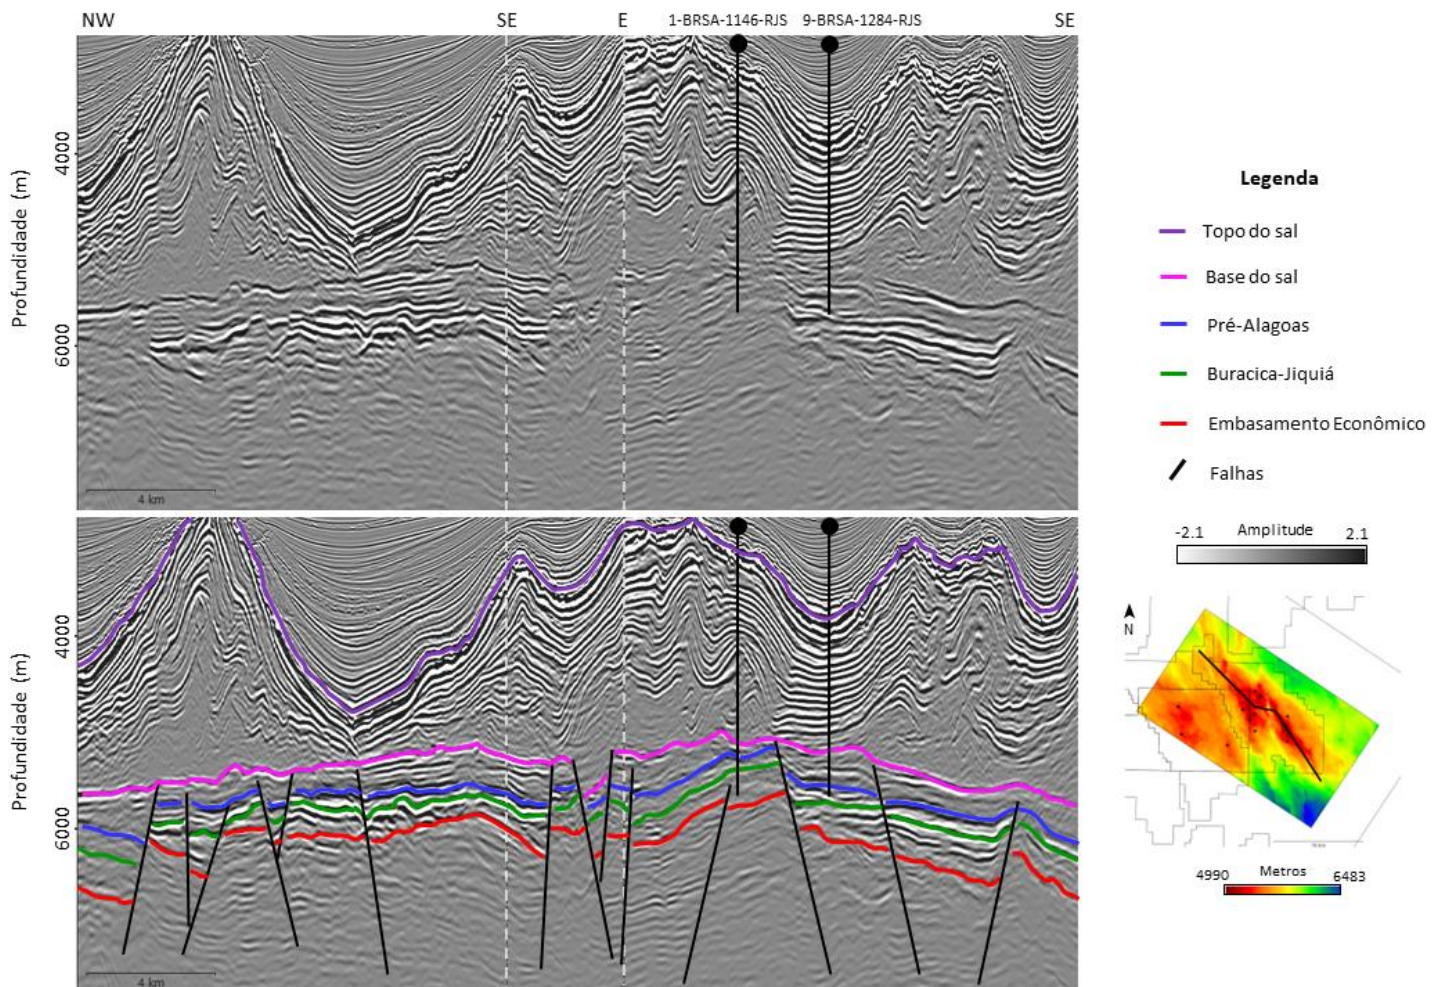 NW SE E 1-BRSA-1146-RJS 9-BRSA-1284-RJS SE
Profundidade (m)
4000
6000
4 km
Profundidade (m)
4000
6000
4 km
Legenda
Topo do sal
Base do sal
Pré-Alagoas
Buracica-Jiquiá
Embasamento Econômico
Falhas
-2.1 Amplitude 2.1
N
4990 Metros 6483